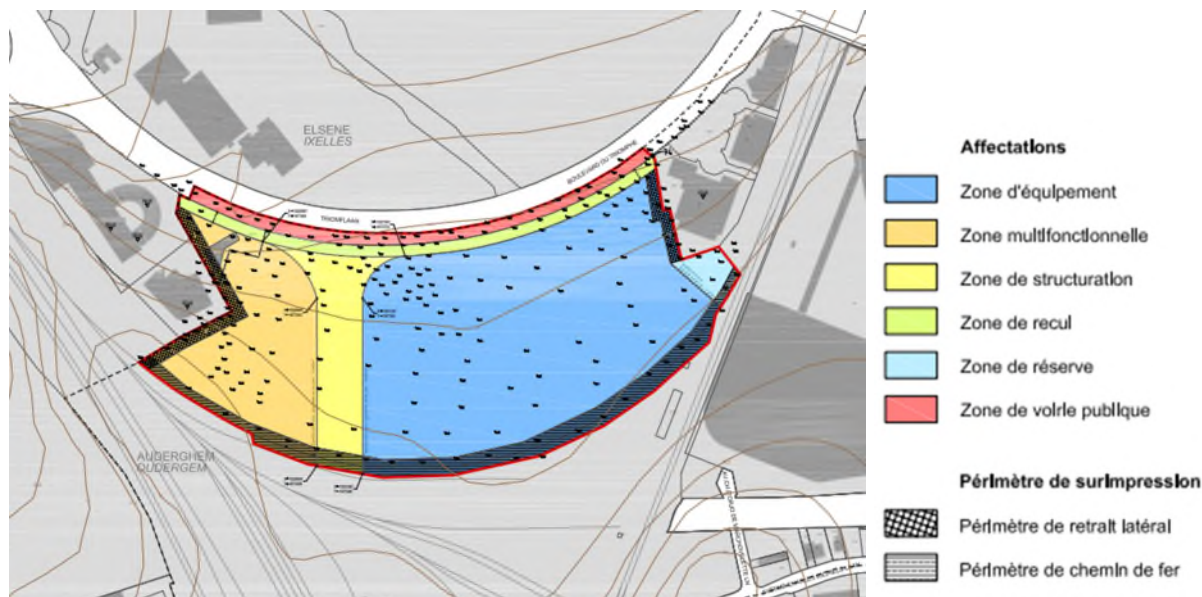 ELSENE
IXELLES
BOULEVARD DU TRIOMPHE
TRIOMFLAAN
AUDERGHEM
OUDERGEM
Affectations
Zone d'équipement
Zone multifonctionnelle
Zone de structuration
Zone de recul
Zone de réserve
Zone de voirie publique
Périmètre de surimpression
Périmètre de retrait latéral
Périmètre de chemin de fer